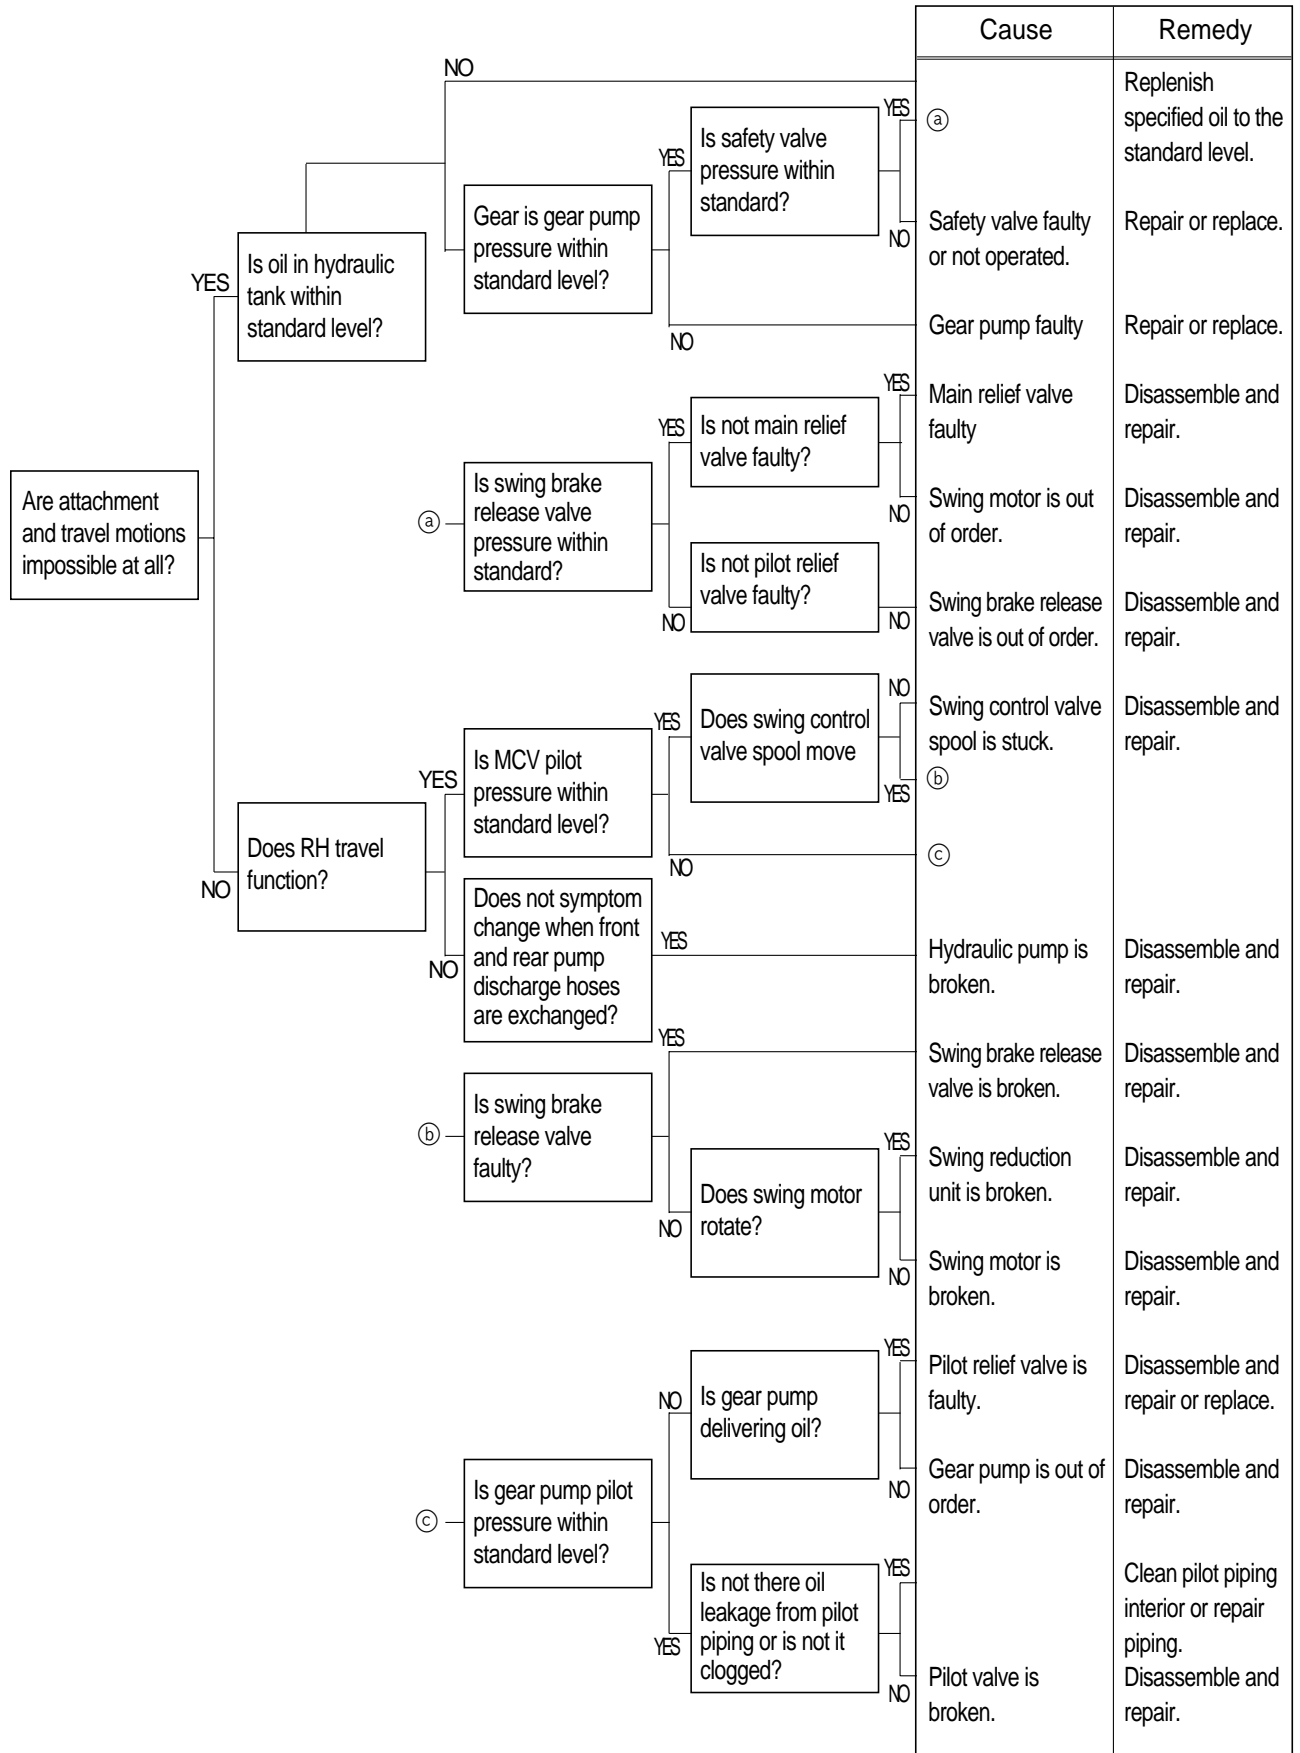 Cause
Remedy
NO
Replenish
specified oil to the
standard level.
YES
ⓐ
Is safety valve
pressure within
standard?
YES
Gear is gear pump
pressure within
standard level?
NO
Safety valve faulty
or not operated.
Repair or replace.
YES
Is oil in hydraulic
tank within
standard level?
NO
Gear pump faulty
Repair or replace.
YES
Main relief valve
faulty
Disassemble and
repair.
YES
Is not main relief
valve faulty?
Are attachment
and travel motions
impossible at all?
ⓐ
Is swing brake
release valve
pressure within
standard?
NO
Swing motor is out
of order.
Disassemble and
repair.
Is not pilot relief
valve faulty?
NO
NO
Swing brake release
valve is out of order.
Disassemble and
repair.
NO
Swing control valve
spool is stuck.
Disassemble and
repair.
YES
Does swing control
valve spool move
YES
Is MCV pilot
pressure within
standard level?
YES
ⓑ
NO
Does RH travel
function?
NO
ⓒ
NO
Does not symptom
change when front
and rear pump
discharge hoses
are exchanged?
YES
Hydraulic pump is
broken.
Disassemble and
repair.
YES
Swing brake release
valve is broken.
Disassemble and
repair.
ⓑ
Is swing brake
release valve
faulty?
YES
Swing reduction
unit is broken.
Disassemble and
repair.
NO
Does swing motor
rotate?
NO
Swing motor is
broken.
Disassemble and
repair.
YES
Pilot relief valve is
faulty.
Disassemble and
repair or replace.
NO
Is gear pump
delivering oil?
NO
Gear pump is out of
order.
Disassemble and
repair.
ⓒ
Is gear pump pilot
pressure within
standard level?
YES
Clean pilot piping
interior or repair
piping.
YES
Is not there oil
leakage from pilot
piping or is not it
clogged?
NO
Pilot valve is
broken.
Disassemble and
repair.